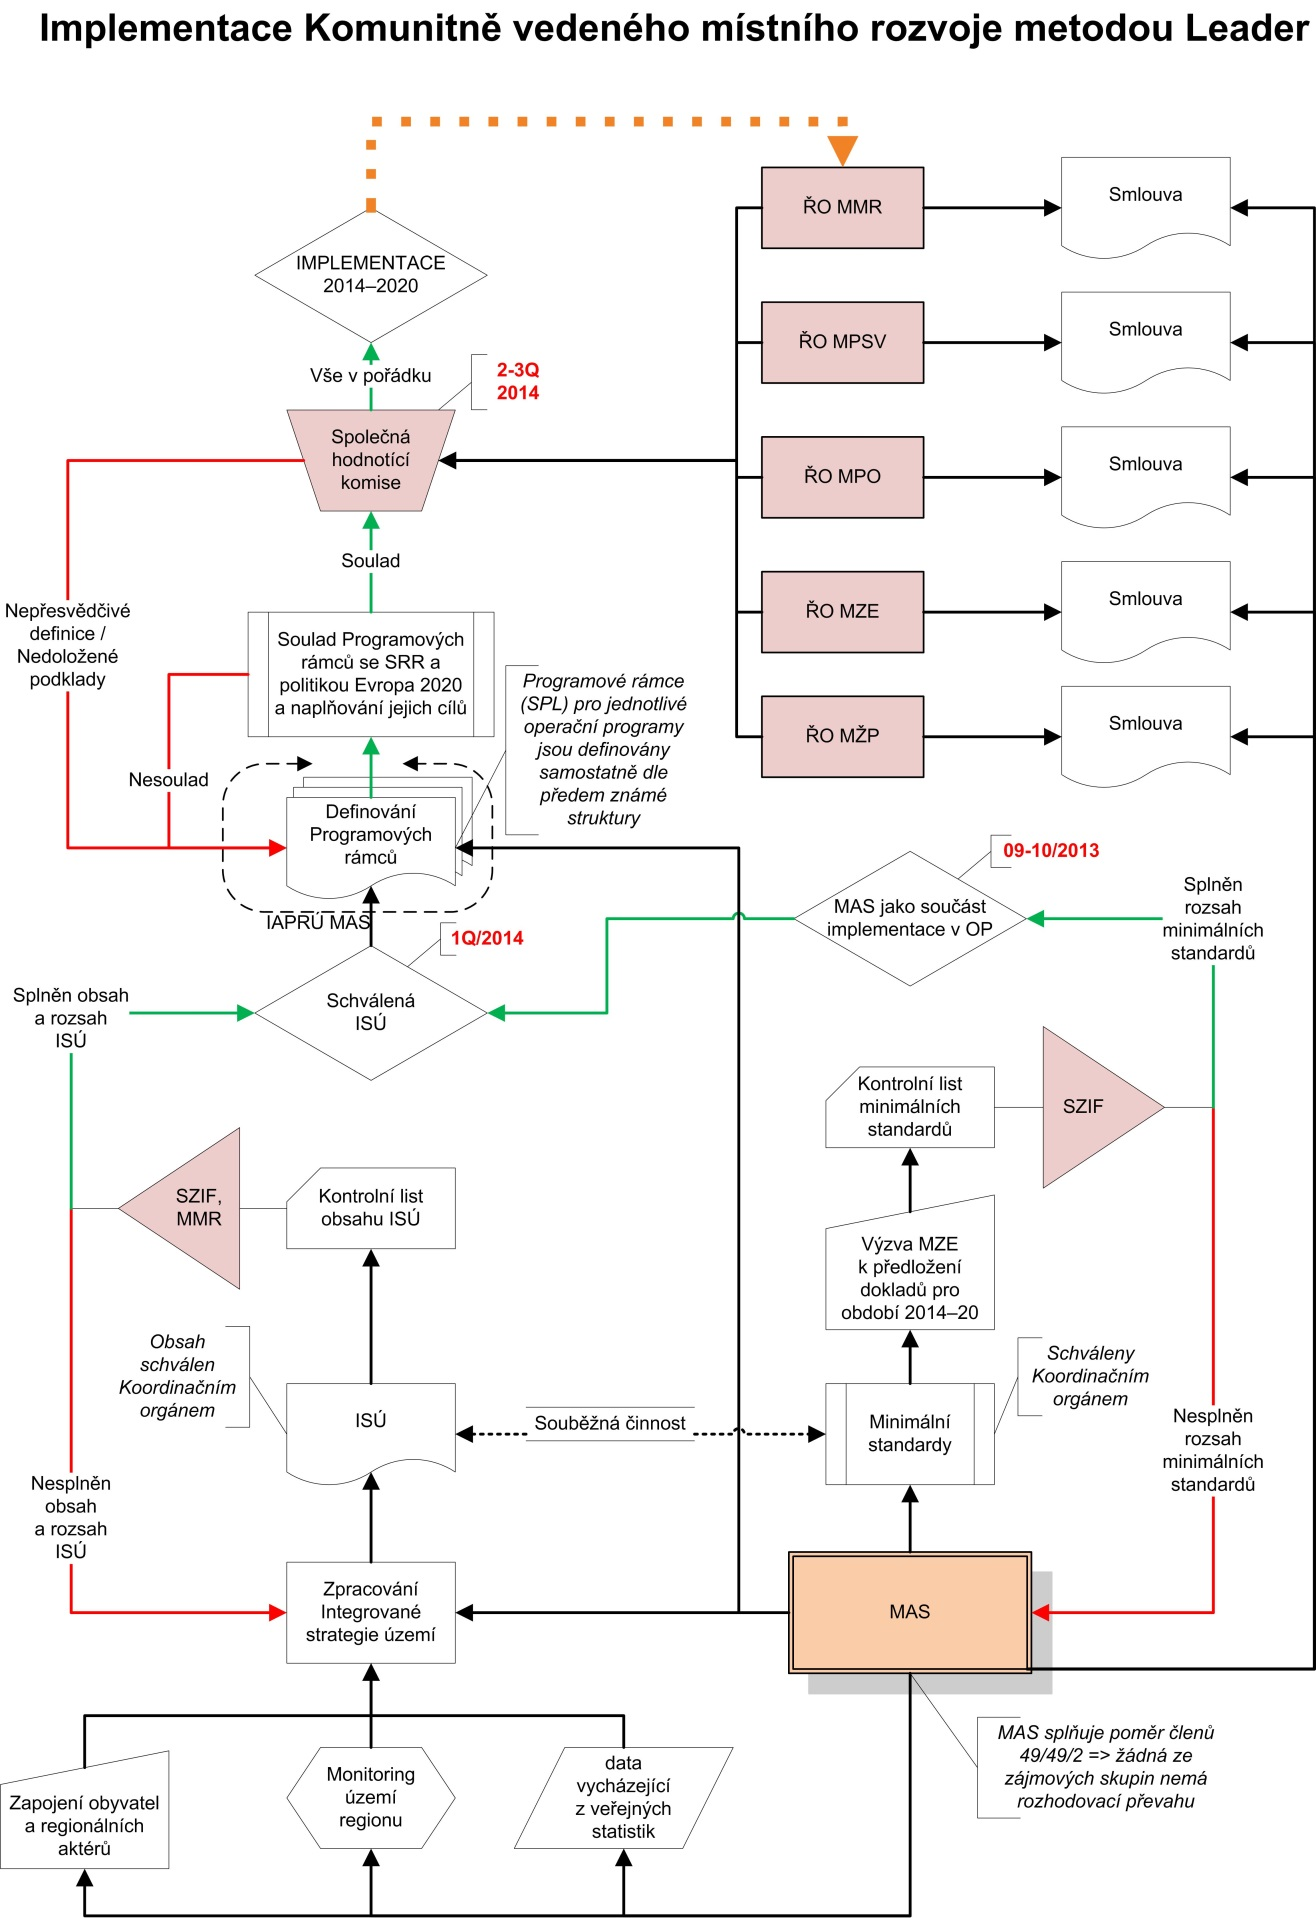 Implementace Komunitně vedeného místního rozvoje metodou Leader
IMPLEMENTACE
2014–2020
Vše v pořádku
2-3Q
2014
Společná
hodnotící
komise
Soulad
Nepřesvědčivé
definice /
Nedoložené
podklady
Soulad Programových
rámců se SRR a
politikou Evropa 2020
a naplňování jejich cílů
Nesoulad
Programové rámce
(SPL) pro jednotlivé
operační programy
jsou definovány
samostatně dle
předem známé
struktury
Definování
Programových
rámců
IAPRÚ MAS
ŘO MMR
Smlouva
ŘO MPSV
Smlouva
ŘO MPO
Smlouva
ŘO MZE
Smlouva
ŘO MŽP
Smlouva
09-10/2013
MAS jako součást
implementace v OP
Splněn
rozsah
minimálních
standardů
1Q/2014
Schválená
ISÚ
Splněn obsah
a rozsah
ISÚ
Kontrolní list
minimálních
standardů
SZIF
SZIF,
MMR
Kontrolní list
obsahu ISÚ
Výzva MZE
k předložení
dokladů pro
období 2014–20
Obsah
schválen
Koordinačním
orgánem
ISÚ
Souběžná činnost
Minimální
standardy
Schváleny
Koordinačním
orgánem
Nesplněn
rozsah
minimálních
standardů
Nesplněn
obsah
a rozsah
ISÚ
Zpracování
Integrované
strategie území
MAS
MAS splňuje poměr členů
49/49/2 => žádná ze
zájmových skupin nemá
rozhodovací převahu
Zapojení obyvatel
a regionálních
aktérů
Monitoring
území
regionu
data
vycházející
z veřejných
statistik